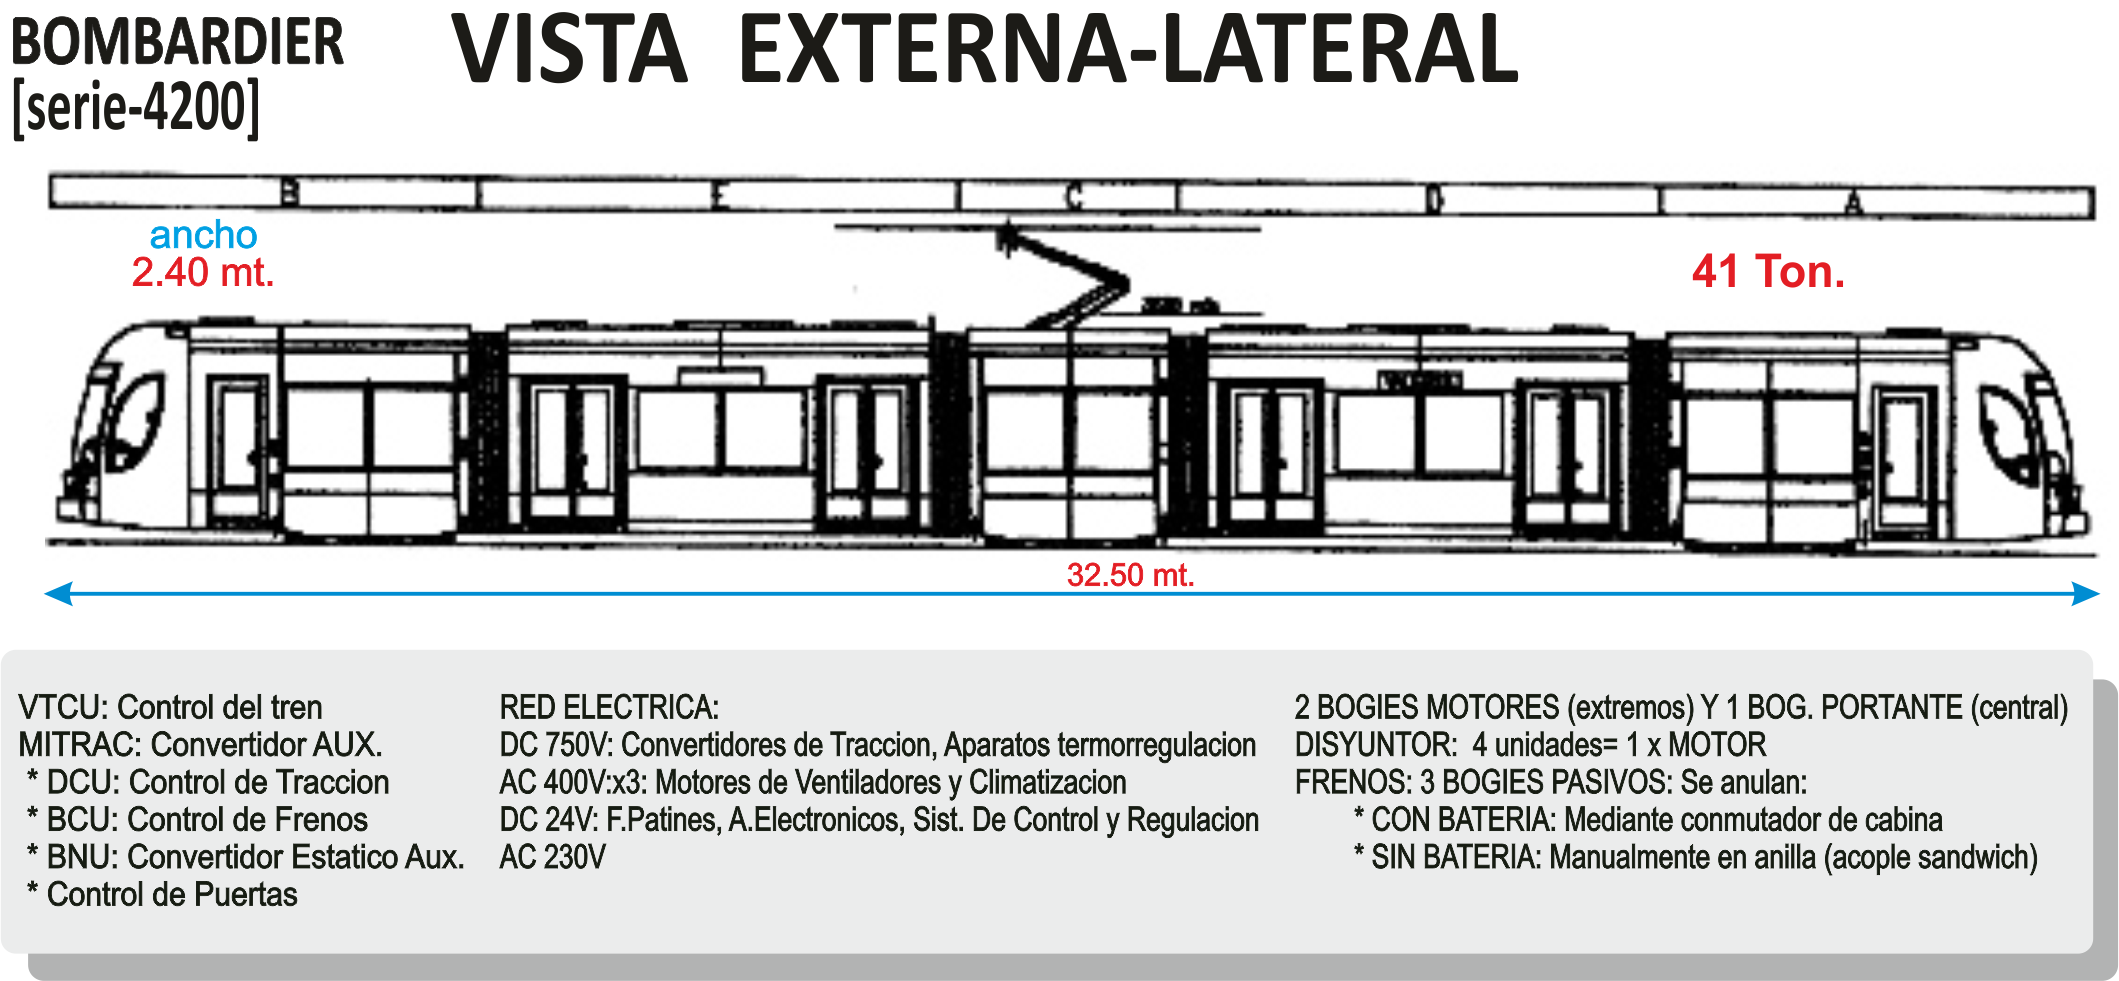 BOMBARDIER
[serie-4200]
VISTA EXTERNA-LATERAL
B E C D A
ancho
2.40 mt.
41 Ton.
32.50 mt.
VTCU: Control del tren
MITRAC: Convertidor AUX.
* DCU: Control de Traccion
* BCU: Control de Frenos
* BNU: Convertidor Estatico Aux.
* Control de Puertas
RED ELECTRICA:
DC 750V: Convertidores de Traccion, Aparatos termorregulacion
AC 400V:x3: Motores de Ventiladores y Climatizacion
DC 24V: F.Patines, A.Electronicos, Sist. De Control y Regulacion
AC 230V
2 BOGIES MOTORES (extremos) Y 1 BOG. PORTANTE (central)
DISYUNTOR: 4 unidades= 1 x MOTOR
FRENOS: 3 BOGIES PASIVOS: Se anulan:
* CON BATERIA: Mediante conmutador de cabina
* SIN BATERIA: Manualmente en anilla (acople sandwich)